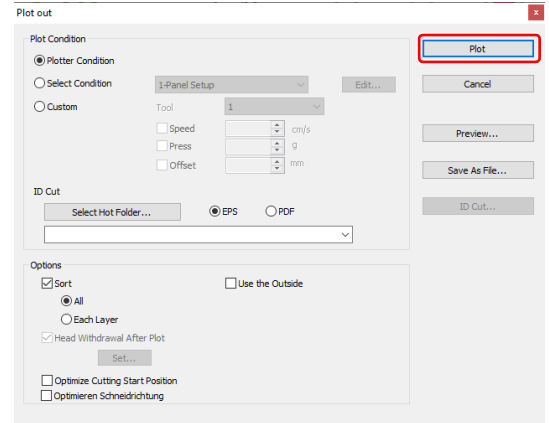 Plot out
x
Plot Condition
Plotter Condition
Select Condition
1-Panel Setup
Edit...
Custom
Tool
1
Speed
cm/s
Press
g
Offset
mm
ID Cut
Select Hot Folder...
EPS
PDF
Options
Sort
Use the Outside
All
Each Layer
Head Withdrawal After Plot
Set...
Optimize Cutting Start Position
Optimieren Schneidrichtung
Plot
Cancel
Preview...
Save As File...
ID Cut...